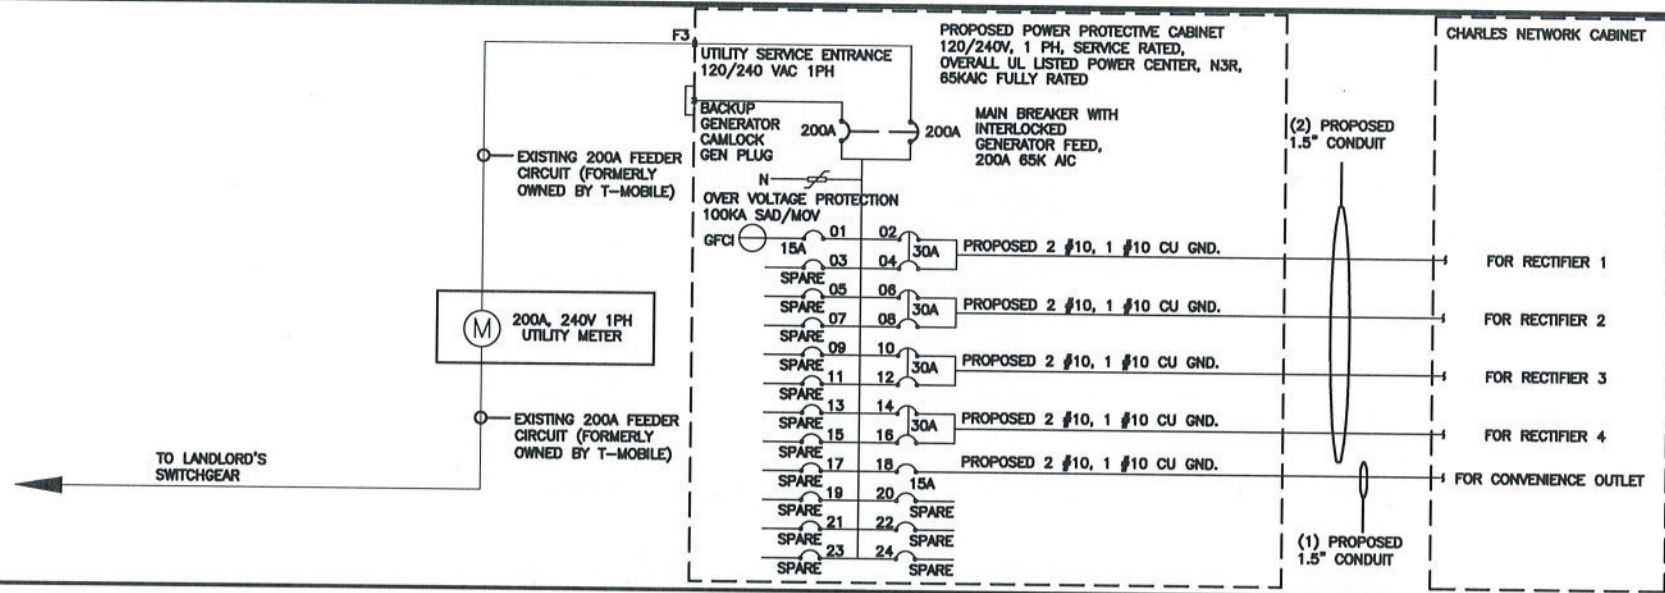 F3
UTILITY SERVICE ENTRANCE
120/240 VAC 1PH
PROPOSED POWER PROTECTIVE CABINET
120/240V, 1 PH, SERVICE RATED,
OVERALL UL LISTED POWER CENTER, N3R,
65KAIC FULLY RATED
CHARLES NETWORK CABINET
BACKUP
GENERATOR
CAMLOCK
GEN PLUG
200A
200A
MAIN BREAKER WITH
INTERLOCKED
GENERATOR FEED,
200A 65K AIC
(2) PROPOSED
1.5" CONDUIT
EXISTING 200A FEEDER
CIRCUIT (FORMERLY
OWNED BY T-MOBILE)
N
OVER VOLTAGE PROTECTION
100KA SAD/MOV
GFCI
15A
01
02
30A
PROPOSED 2 #10, 1 #10 CU GND.
FOR RECTIFIER 1
03
04
SPARE
05
06
30A
PROPOSED 2 #10, 1 #10 CU GND.
FOR RECTIFIER 2
SPARE
07
08
SPARE
09
10
30A
PROPOSED 2 #10, 1 #10 CU GND.
FOR RECTIFIER 3
SPARE
11
12
SPARE
13
14
30A
PROPOSED 2 #10, 1 #10 CU GND.
FOR RECTIFIER 4
SPARE
15
16
SPARE
17
18
15A
PROPOSED 2 #10, 1 #10 CU GND.
FOR CONVENIENCE OUTLET
SPARE
19
20
SPARE
SPARE
21
22
SPARE
SPARE
23
24
SPARE
SPARE
(1) PROPOSED
1.5" CONDUIT
M
200A, 240V 1PH
UTILITY METER
EXISTING 200A FEEDER
CIRCUIT (FORMERLY
OWNED BY T-MOBILE)
TO LANDLORD'S
SWITCHGEAR